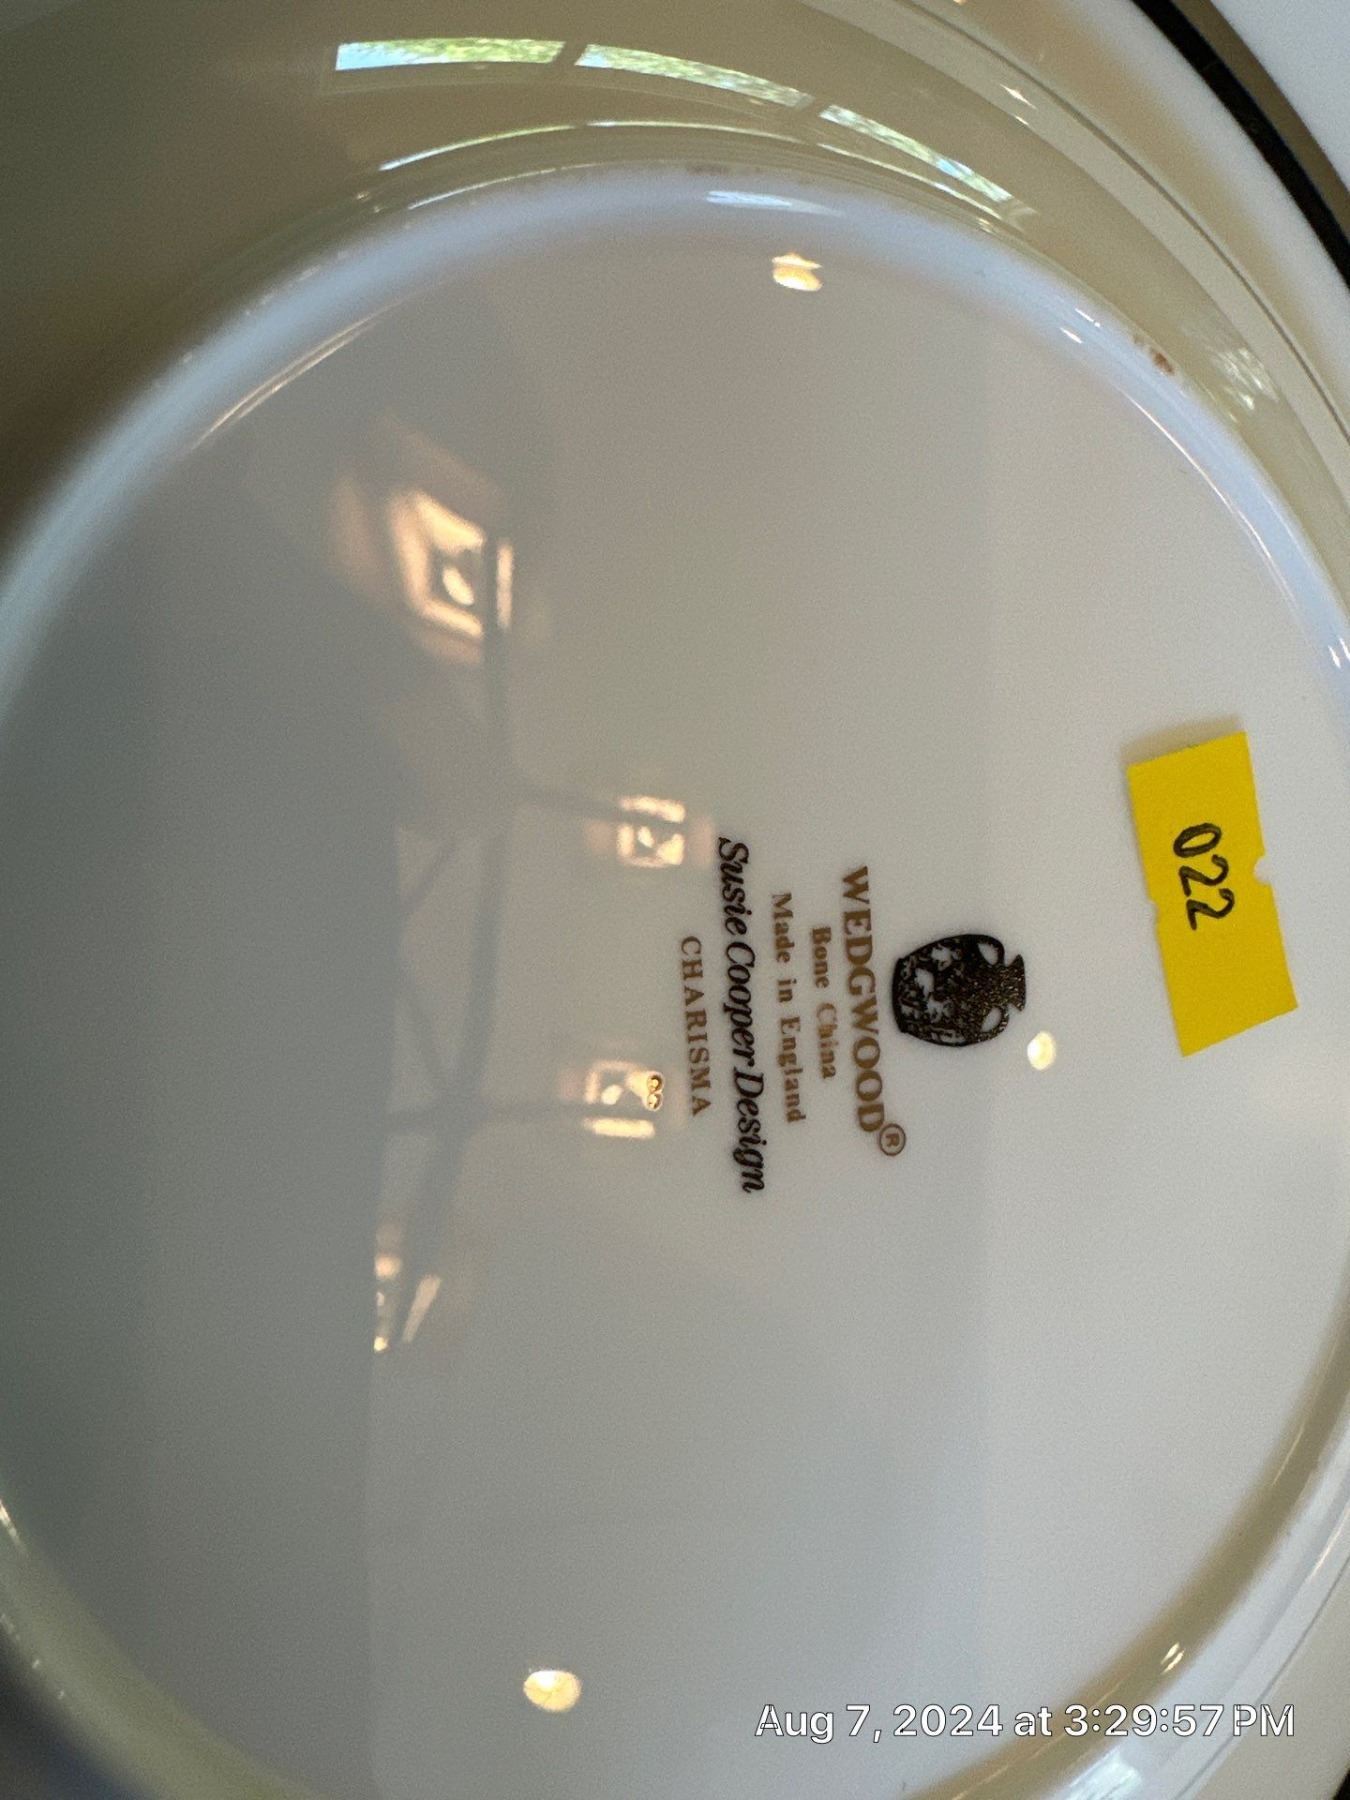 022
WEDGWOOD®
Bone China
Made in England
Susie Cooper Design
CHARISMA
Aug 7, 2024 at 3:29:57 PM